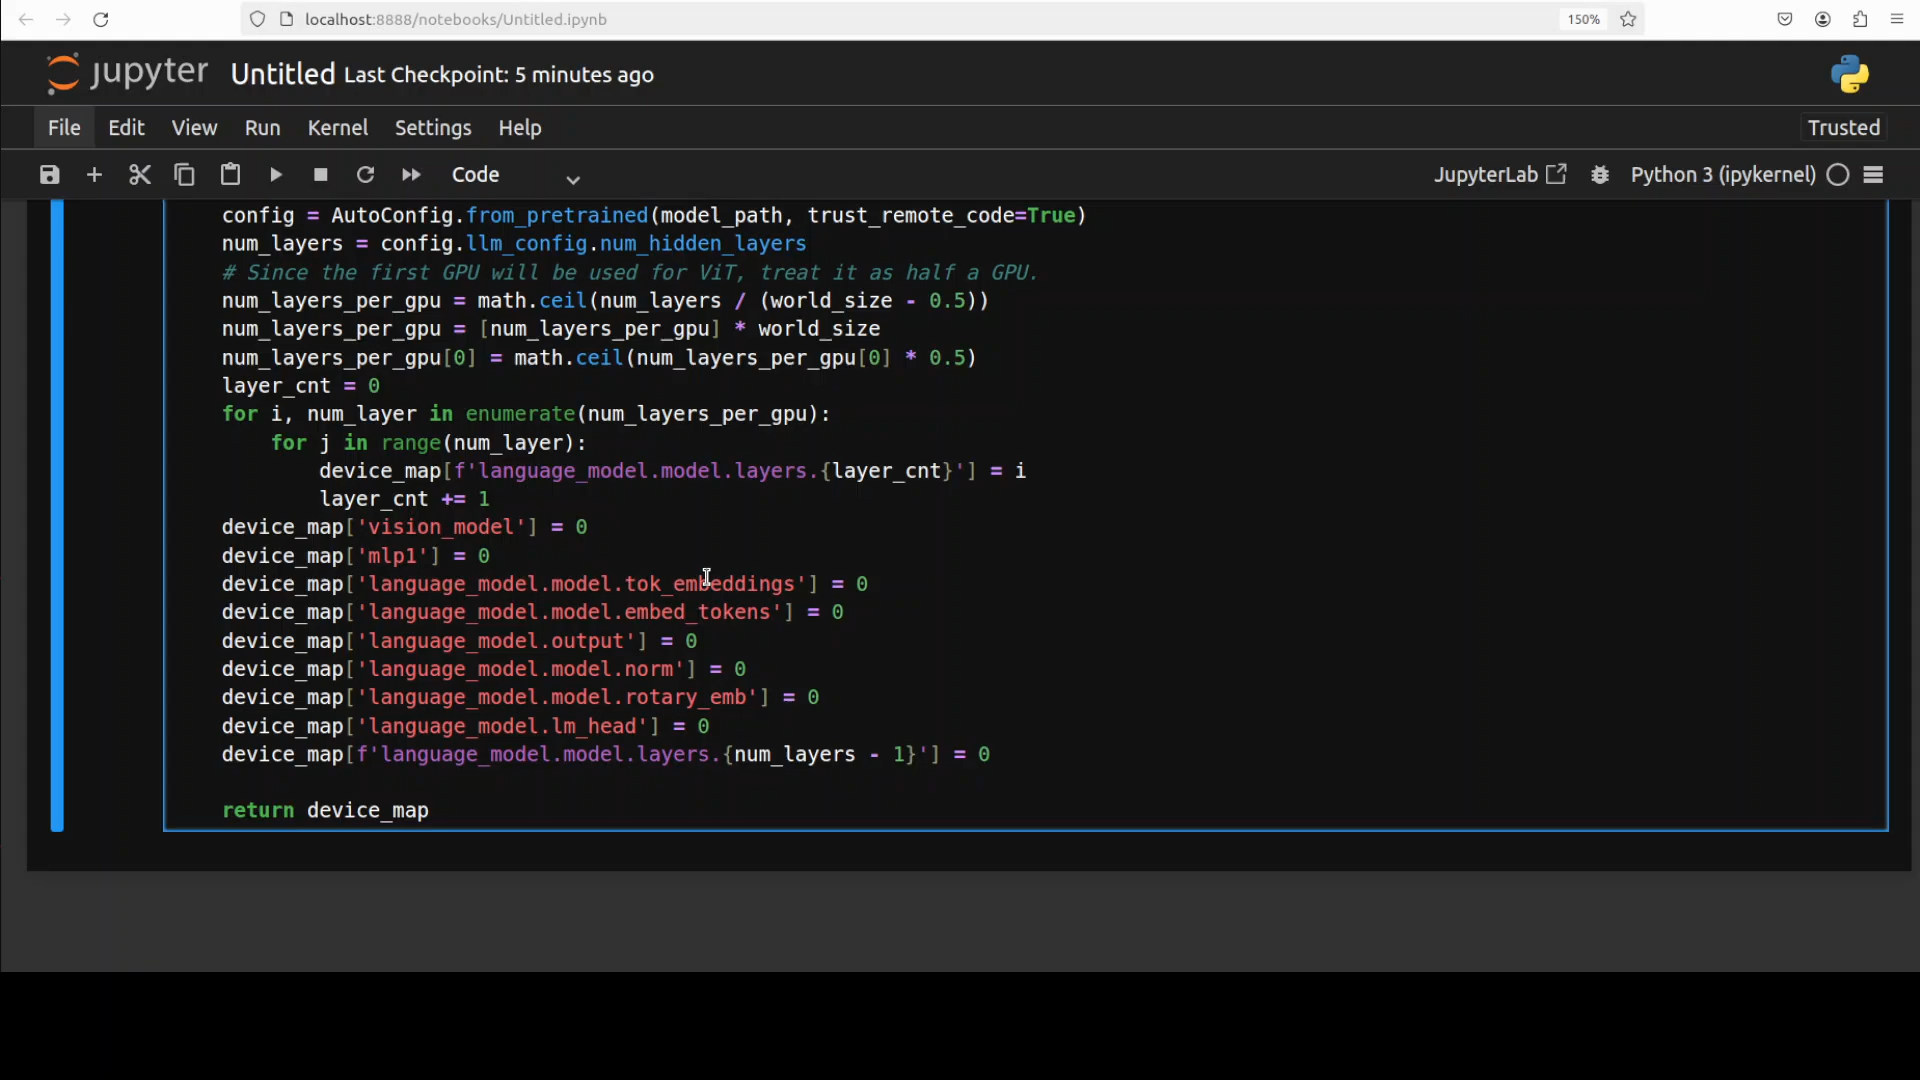 localhost:8888/notebooks/Untitled.ipynb 150%
jupyter Untitled Last Checkpoint: 5 minutes ago
File Edit View Run Kernel Settings Help Trusted
Code JupyterLab Python 3 (ipykernel)
config = AutoConfig.from_pretrained(model_path, trust_remote_code=True)
num_layers = config.llm_config.num_hidden_layers
# Since the first GPU will be used for ViT, treat it as half a GPU.
num_layers_per_gpu = math.ceil(num_layers / (world_size - 0.5))
num_layers_per_gpu = [num_layers_per_gpu] * world_size
num_layers_per_gpu[0] = math.ceil(num_layers_per_gpu[0] * 0.5)
layer_cnt = 0
for i, num_layer in enumerate(num_layers_per_gpu):
    for j in range(num_layer):
        device_map[f'language_model.model.layers.{layer_cnt}'] = i
        layer_cnt += 1
device_map['vision_model'] = 0
device_map['mlp1'] = 0
device_map['language_model.model.tok_embeddings'] = 0
device_map['language_model.model.embed_tokens'] = 0
device_map['language_model.output'] = 0
device_map['language_model.model.norm'] = 0
device_map['language_model.model.rotary_emb'] = 0
device_map['language_model.lm_head'] = 0
device_map[f'language_model.model.layers.{num_layers - 1}'] = 0
return device_map